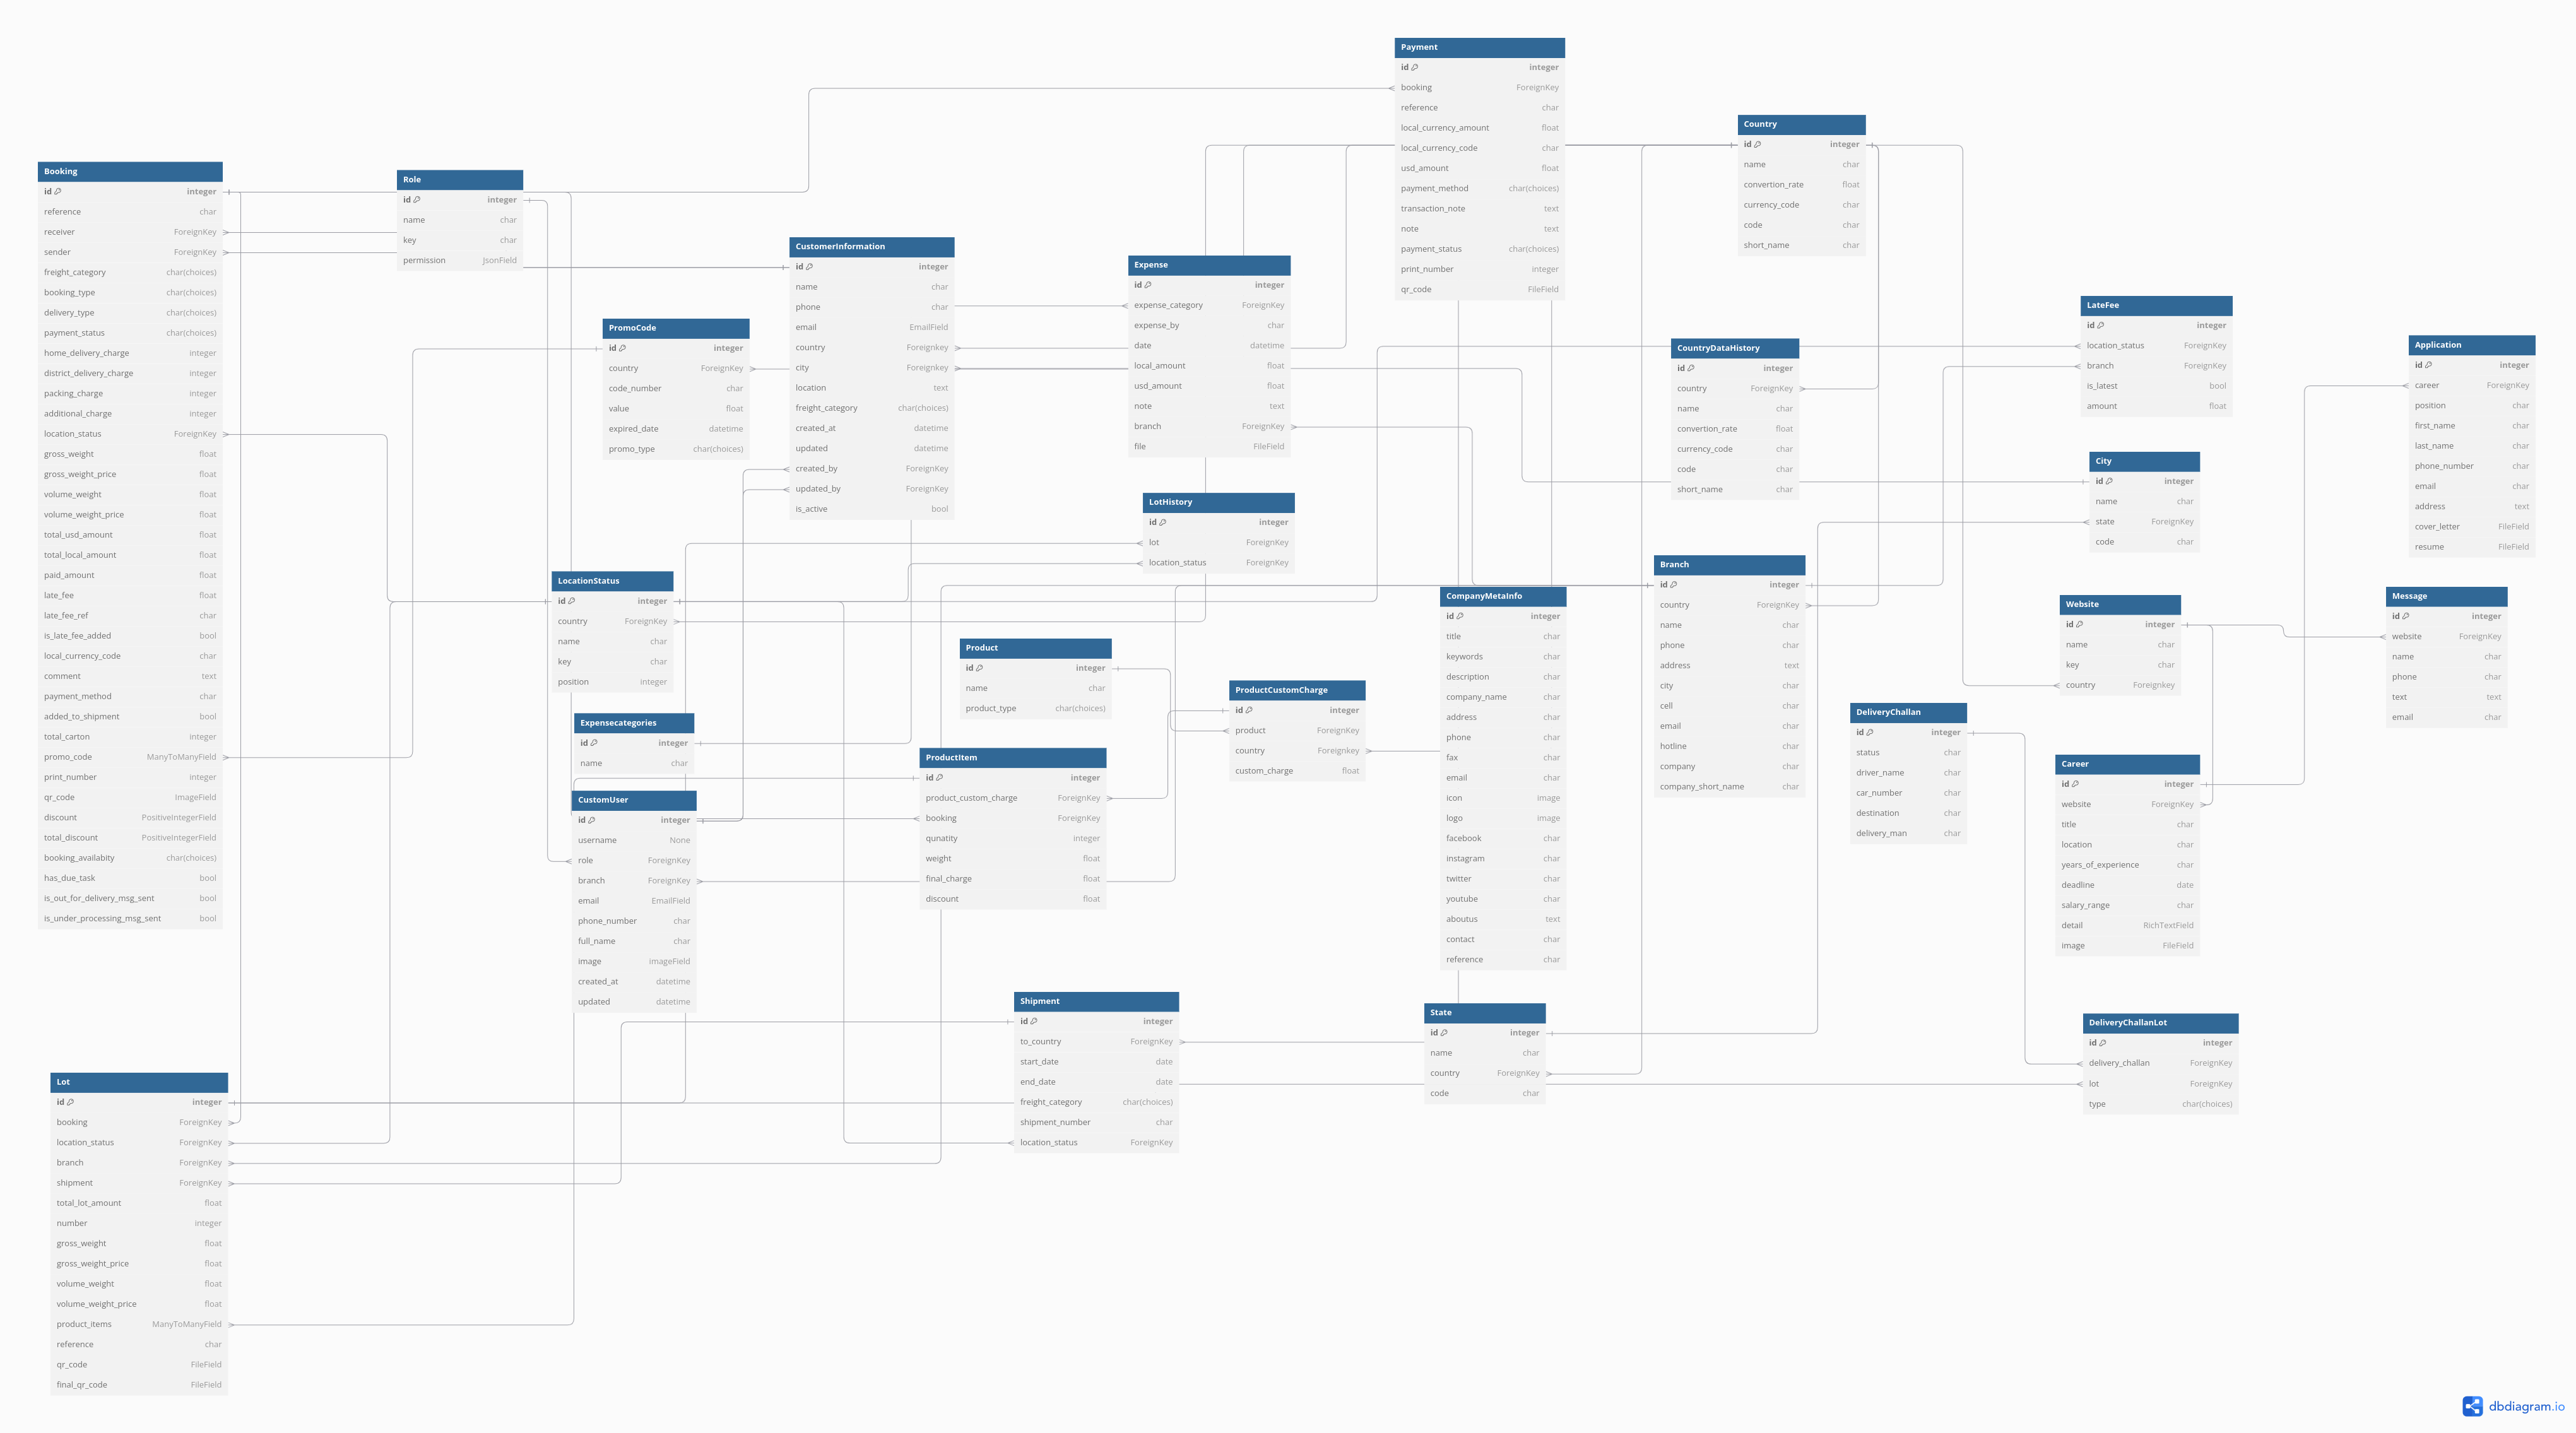 Payment
id integer
booking ForeignKey
reference char
local_currency_amount float
local_currency_code char
usd_amount float
payment_method char(choices)
transaction_note text
note text
payment_status char(choices)
print_number integer
qr_code FileField
Country
id integer
name char
convertion_rate float
currency_code char
code char
short_name char
Booking
id integer
reference char
receiver ForeignKey
sender ForeignKey
freight_category char(choices)
booking_type char(choices)
delivery_type char(choices)
payment_status char(choices)
home_delivery_charge integer
district_delivery_charge integer
packing_charge integer
additional_charge integer
location_status ForeignKey
gross_weight float
gross_weight_price float
volume_weight float
volume_weight_price float
total_usd_amount float
total_local_amount float
paid_amount float
late_fee float
late_fee_ref char
is_late_fee_added bool
local_currency_code char
comment text
payment_method char
added_to_shipment bool
total_carton integer
promo_code ManyToManyField
print_number integer
qr_code ImageField
discount PositiveIntegerField
total_discount PositiveIntegerField
booking_availabity char(choices)
has_due_task bool
is_out_for_delivery_msg_sent bool
is_under_processing_msg_sent bool
Role
id integer
name char
key char
permission JsonField
CustomerInformation
id integer
name char
phone char
email EmailField
country Foreignkey
city Foreignkey
location text
freight_category char(choices)
created_at datetime
updated datetime
created_by ForeignKey
updated_by ForeignKey
is_active bool
Expense
id integer
expense_category ForeignKey
expense_by char
date datetime
local_amount float
usd_amount float
note text
branch ForeignKey
file FileField
PromoCode
id integer
country ForeignKey
code_number char
value float
expired_date datetime
promo_type char(choices)
CountryDataHistory
id integer
country ForeignKey
name char
convertion_rate float
currency_code char
code char
short_name char
LateFee
id integer
location_status ForeignKey
branch ForeignKey
is_latest bool
amount float
Application
id integer
career ForeignKey
position char
first_name char
last_name char
phone_number char
email char
address text
cover_letter FileField
resume FileField
City
id integer
name char
state ForeignKey
code char
LotHistory
id integer
lot ForeignKey
location_status ForeignKey
LocationStatus
id integer
country ForeignKey
name char
key char
position integer
Branch
id integer
country ForeignKey
name char
phone char
address text
city char
cell char
email char
hotline char
company char
company_short_name char
CompanyMetaInfo
id integer
title char
keywords char
description char
company_name char
address char
phone char
fax char
email char
icon image
logo image
facebook char
instagram char
twitter char
youtube char
aboutus text
contact char
reference char
Website
id integer
name char
key char
country Foreignkey
Message
id integer
website ForeignKey
name char
phone char
text text
email char
Product
id integer
name char
product_type char(choices)
ProductCustomCharge
id integer
product ForeignKey
country Foreignkey
custom_charge float
DeliveryChallan
id integer
status char
driver_name char
car_number char
destination char
delivery_man char
Expensecategories
id integer
name char
ProductItem
id integer
product_custom_charge ForeignKey
booking ForeignKey
qunatity integer
weight float
final_charge float
discount float
Career
id integer
website ForeignKey
title char
location char
years_of_experience char
deadline date
salary_range char
detail RichTextField
image FileField
CustomUser
id integer
username None
role ForeignKey
branch ForeignKey
email EmailField
phone_number char
full_name char
image imageField
created_at datetime
updated datetime
Shipment
id integer
to_country ForeignKey
start_date date
end_date date
freight_category char(choices)
shipment_number char
location_status ForeignKey
State
id integer
name char
country ForeignKey
code char
DeliveryChallanLot
id integer
delivery_challan ForeignKey
lot ForeignKey
type char(choices)
Lot
id integer
booking ForeignKey
location_status ForeignKey
branch ForeignKey
shipment ForeignKey
total_lot_amount float
number integer
gross_weight float
gross_weight_price float
volume_weight float
volume_weight_price float
product_items ManyToManyField
reference char
qr_code FileField
final_qr_code FileField
dbdiagram.io